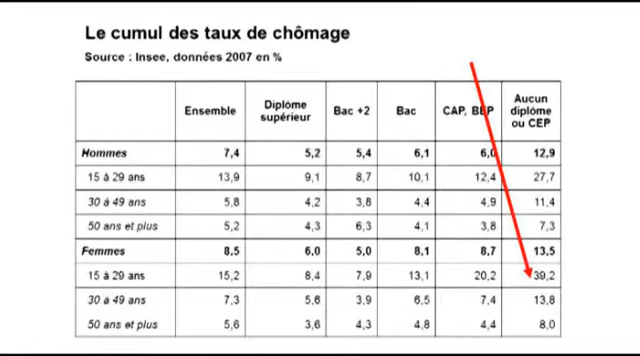 Le cumul des taux de chômage
Source : Insee, données 2007 en %
Ensemble Diplôme supérieur Bac +2 Bac CAP, BEP Aucun diplôme ou CEP
Hommes 7,4 5,2 5,4 6,1 6,0 12,9
15 à 29 ans 13,9 9,1 8,7 10,1 12,4 27,7
30 à 49 ans 5,8 4,2 3,8 4,4 4,9 11,4
50 ans et plus 5,2 4,3 6,3 4,1 3,8 7,3
Femmes 8,5 6,0 5,0 8,1 8,7 13,5
15 à 29 ans 15,2 8,4 7,9 13,1 20,2 39,2
30 à 49 ans 7,3 5,6 3,9 6,5 7,4 13,8
50 ans et plus 5,6 3,6 4,3 4,8 4,4 8,0